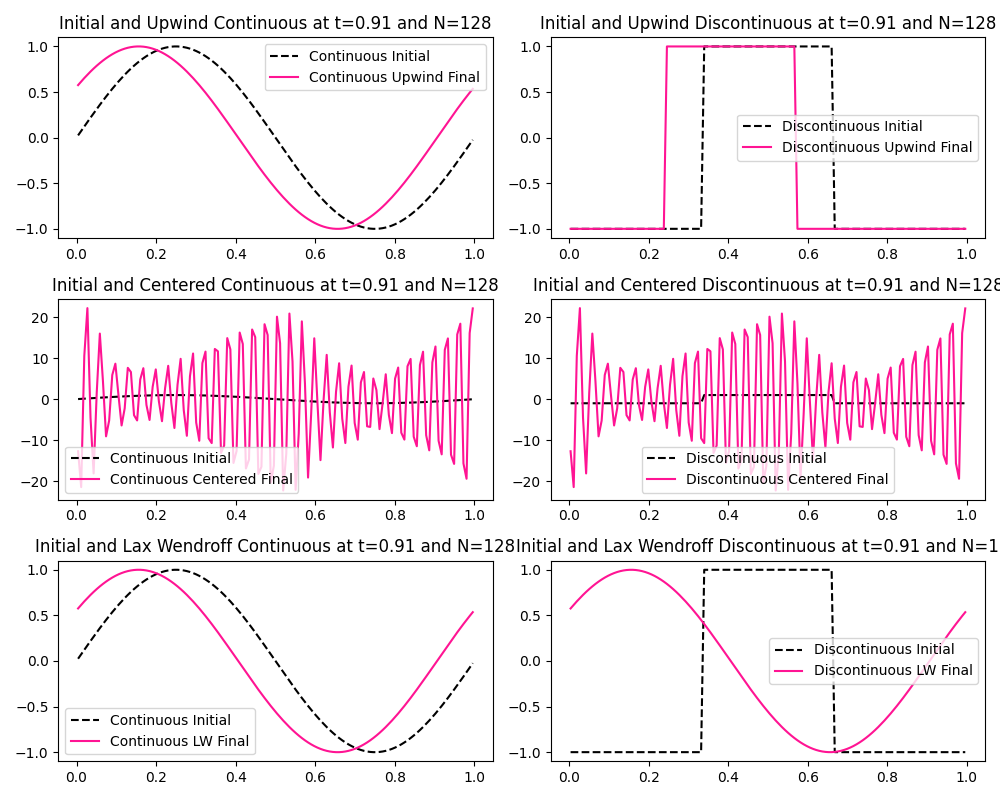 Initial and Upwind Continuous at t=0.91 and N=128
1.0
0.5
0.0
−0.5
−1.0
Continuous Initial
Continuous Upwind Final
0.0 0.2 0.4 0.6 0.8 1.0
Initial and Upwind Discontinuous at t=0.91 and N=128
1.0
0.5
0.0
−0.5
−1.0
Discontinuous Initial
Discontinuous Upwind Final
0.0 0.2 0.4 0.6 0.8 1.0
Initial and Centered Continuous at t=0.91 and N=128
20
10
0
−10
−20
Continuous Initial
Continuous Centered Final
0.0 0.2 0.4 0.6 0.8 1.0
Initial and Centered Discontinuous at t=0.91 and N=128
20
10
0
−10
−20
Discontinuous Initial
Discontinuous Centered Final
0.0 0.2 0.4 0.6 0.8 1.0
Initial and Lax Wendroff Continuous at t=0.91 and N=128
1.0
0.5
0.0
−0.5
−1.0
Continuous Initial
Continuous LW Final
0.0 0.2 0.4 0.6 0.8 1.0
Initial and Lax Wendroff Discontinuous at t=0.91 and N=1
1.0
0.5
0.0
−0.5
−1.0
Discontinuous Initial
Discontinuous LW Final
0.0 0.2 0.4 0.6 0.8 1.0